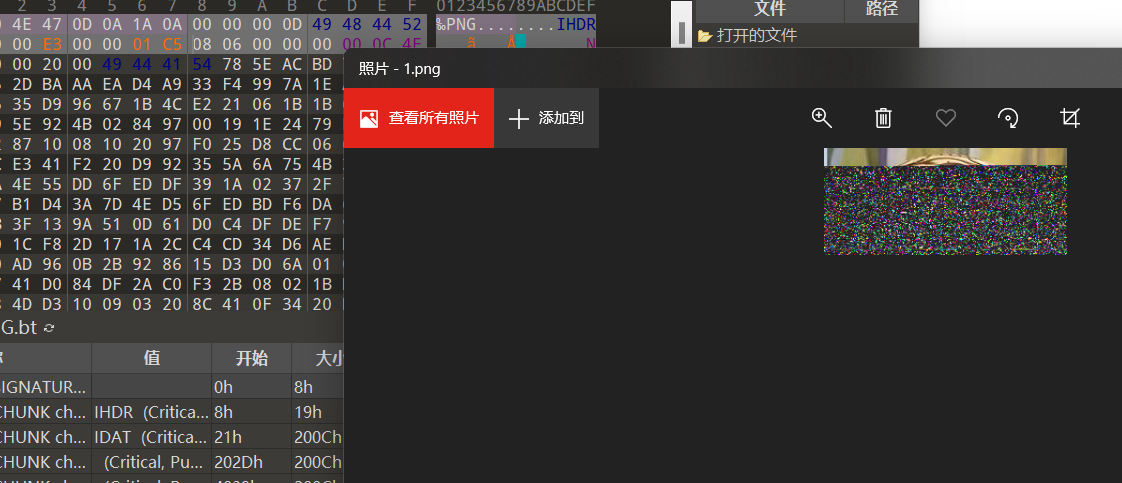 2 3 4 5 6 7 8 9 A B C D E F 0123456789ABCDEF
4E 47 0D 0A 1A 0A 00 00 00 0D 49 48 44 52 ‰PNG........IHDR
00 E3 00 00 01 C5 08 06 00 00 00 00 0C 4E ã Å N
00 20 00 49 44 41 54 78 5E AC BD
2D BA AA EA D4 A9 33 F4 99 7A 1E
35 D9 96 67 1B 4C E2 21 06 1B 1B
5E 92 4B 02 84 97 00 19 1E 24 79
87 10 08 10 20 97 F0 25 D8 CC 06
E3 41 F2 20 D9 92 35 5A 6A 75 4B
4E 55 DD 6F ED DF 39 1A 02 37 2F
B1 D4 3A 7D 4E D5 6F ED BD F6 DA
3F 13 9A 51 0D 61 D0 C4 DF DE F7
1C F8 2D 17 1A 2C C4 CD 34 D6 AE
AD 96 0B 2B 92 86 15 D3 D0 6A 01
41 D0 84 DF 2A C0 F3 2B 08 02 1B
4D D3 10 09 03 20 8C 41 0F 34 20
文件 路径
打开的文件
照片 - 1.png
查看所有照片 添加到
G.bt
值 开始 大小
SIGNATUR... 0h 8h
CHUNK ch... IHDR (Critica... 8h 19h
CHUNK ch... IDAT (Critica... 21h 200Ch
CHUNK ch... (Critical, Pu... 202Dh 200Ch